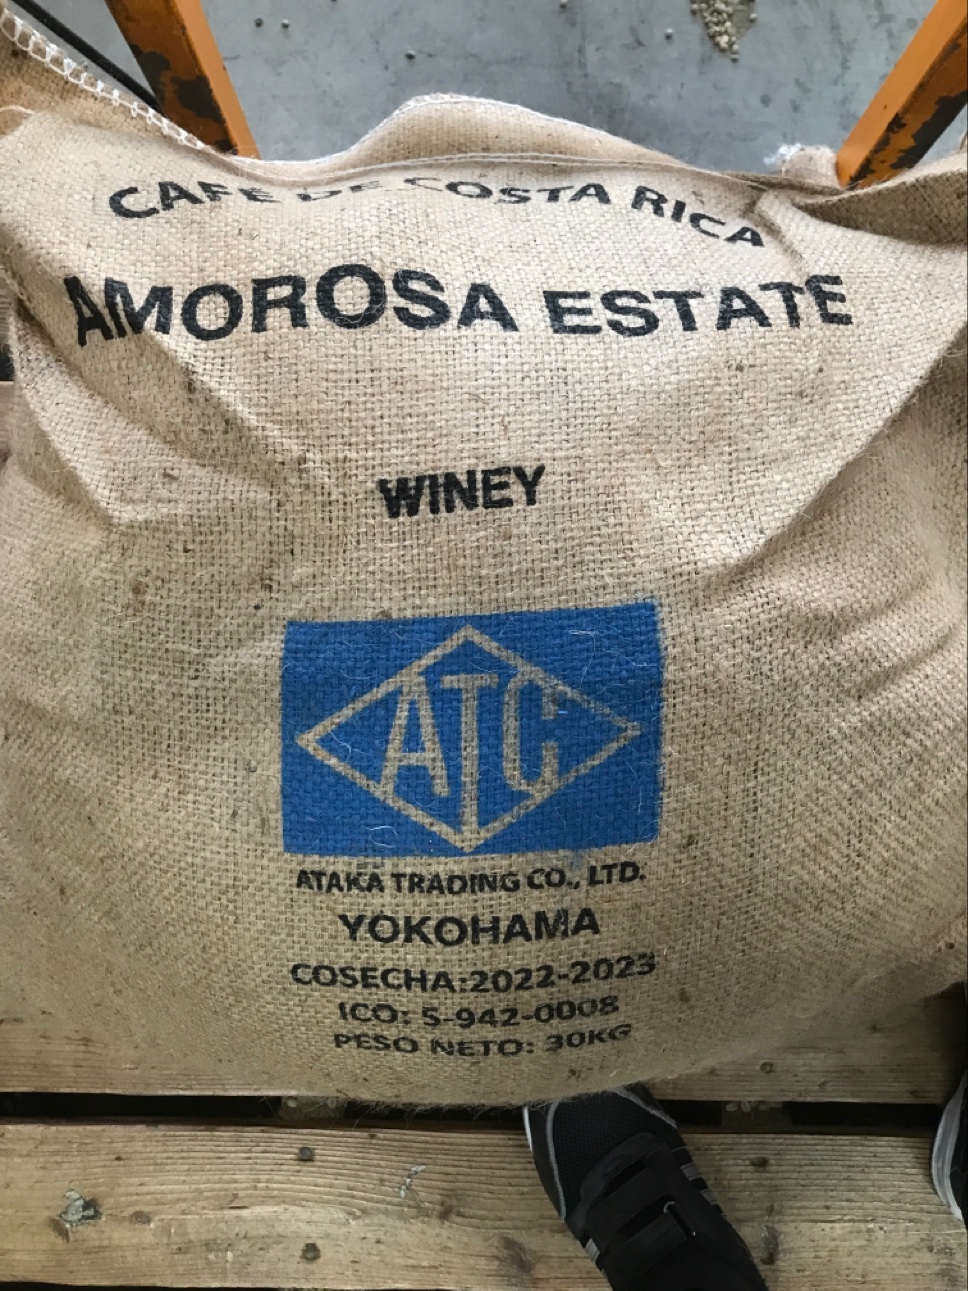 CAFE DE COSTA RICA
AMOROSA ESTATE
WINEY
ATC
ATAKA TRADING CO., LTD.
YOKOHAMA
COSECHA:2022-2023
ICO: 5-942-0008
PESO NETO: 30KG